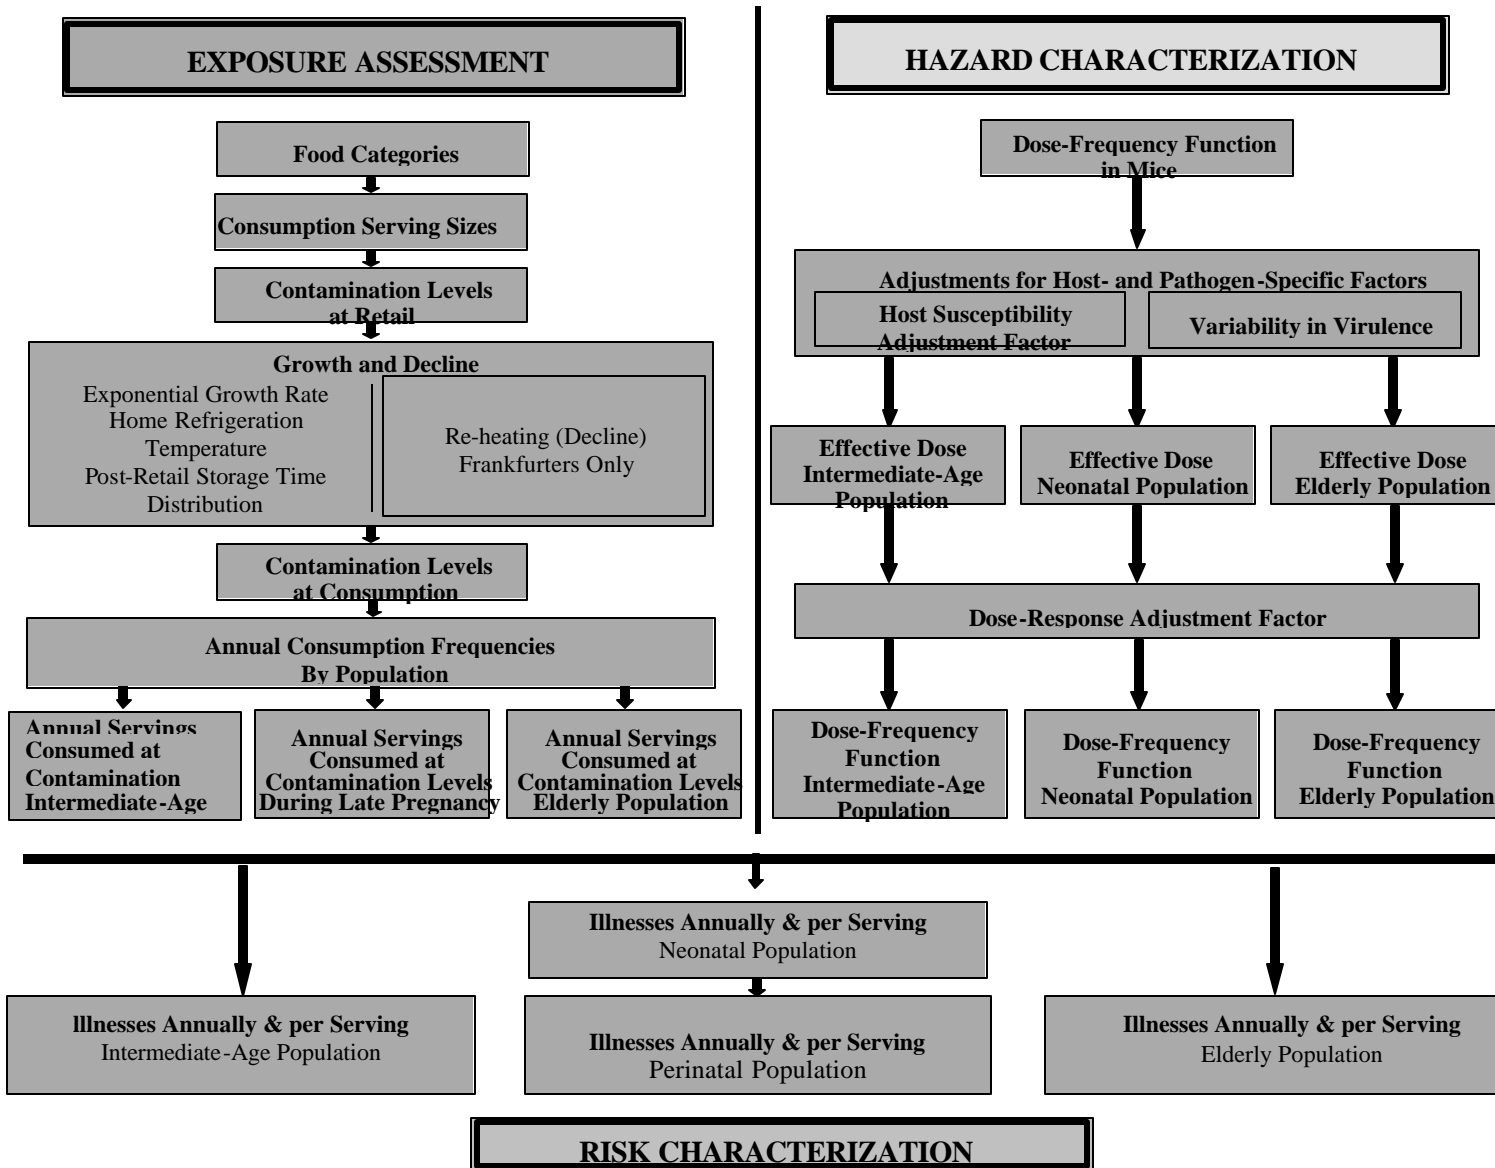 EXPOSURE ASSESSMENT
Food Categories
Consumption Serving Sizes
Contamination Levels
at Retail
Growth and Decline
Exponential Growth Rate
Home Refrigeration
Temperature
Post-Retail Storage Time
Distribution
Re-heating (Decline)
Frankfurters Only
Contamination Levels
at Consumption
Annual Consumption Frequencies
By Population
Annual Servings
Consumed at
Contamination
Intermediate-Age
Annual Servings
Consumed at
Contamination Levels
During Late Pregnancy
Annual Servings
Consumed at
Contamination Levels
Elderly Population
HAZARD CHARACTERIZATION
Dose-Frequency Function
in Mice
Adjustments for Host- and Pathogen-Specific Factors
Host Susceptibility
Adjustment Factor
Variability in Virulence
Effective Dose
Intermediate-Age
Population
Effective Dose
Neonatal Population
Effective Dose
Elderly Population
Dose-Response Adjustment Factor
Dose-Frequency
Function
Intermediate-Age
Population
Dose-Frequency
Function
Neonatal Population
Dose-Frequency
Function
Elderly Population
Illnesses Annually & per Serving
Neonatal Population
Illnesses Annually & per Serving
Intermediate-Age Population
Illnesses Annually & per Serving
Perinatal Population
Illnesses Annually & per Serving
Elderly Population
RISK CHARACTERIZATION